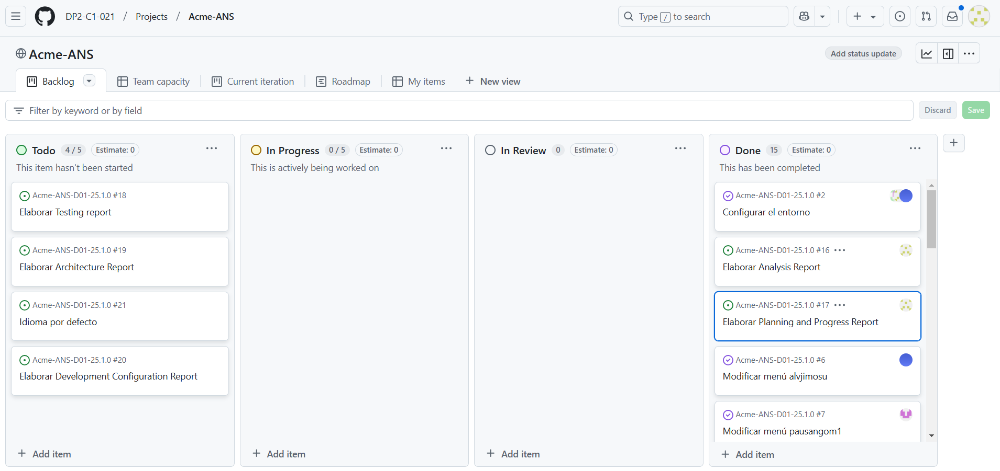 DP2-C1-021 / Projects / Acme-ANS
Type / to search
Acme-ANS
Add status update
Backlog
Team capacity
Current iteration
Roadmap
My items
New view
Filter by keyword or by field
Discard
Save
Todo 4 / 5 Estimate: 0
This item hasn't been started
Acme-ANS-D01-25.1.0 #18
Elaborar Testing report
Acme-ANS-D01-25.1.0 #19
Elaborar Architecture Report
Acme-ANS-D01-25.1.0 #21
Idioma por defecto
Acme-ANS-D01-25.1.0 #20
Elaborar Development Configuration Report
Add item
In Progress 0 / 5 Estimate: 0
This is actively being worked on
Add item
In Review 0 Estimate: 0
Add item
Done 15 Estimate: 0
This has been completed
Acme-ANS-D01-25.1.0 #2
Configurar el entorno
Acme-ANS-D01-25.1.0 #16
Elaborar Analysis Report
Acme-ANS-D01-25.1.0 #17
Elaborar Planning and Progress Report
Acme-ANS-D01-25.1.0 #6
Modificar menú alvjimosu
Acme-ANS-D01-25.1.0 #7
Modificar menú pausangom1
Add item